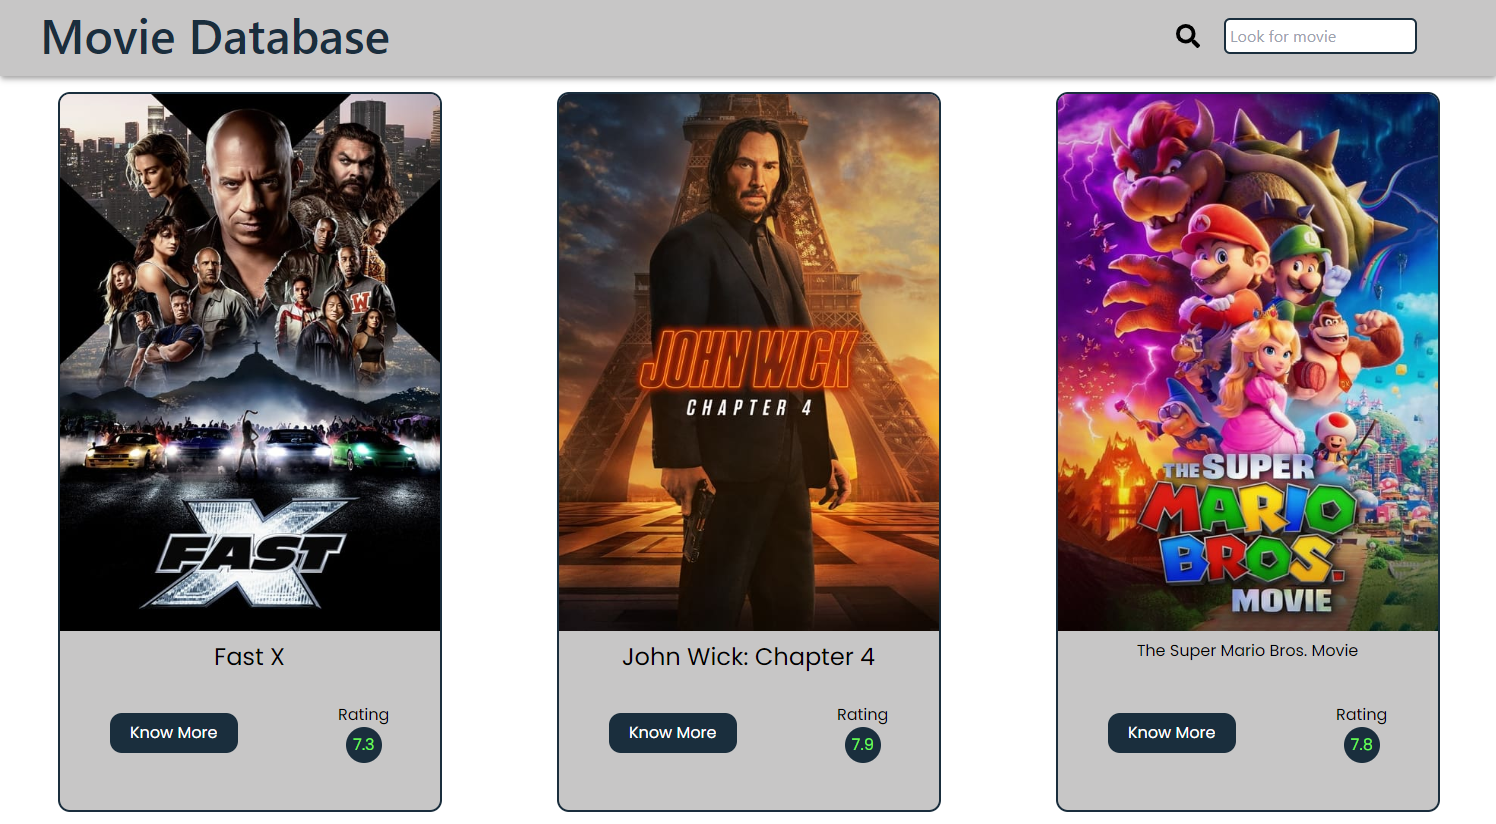 Movie Database
Look for movie
FAST X
JOHN WICK
CHAPTER 4
THE SUPER
MARIO
BROS.
MOVIE
Fast X
John Wick: Chapter 4
The Super Mario Bros. Movie
Know More
Rating
7.3
Know More
Rating
7.9
Know More
Rating
7.8